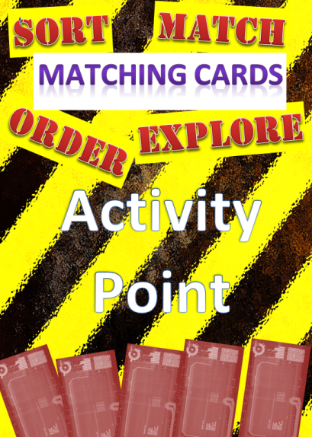 SORT MATCH
MATCHING CARDS
ORDER EXPLORE
Activity
Point